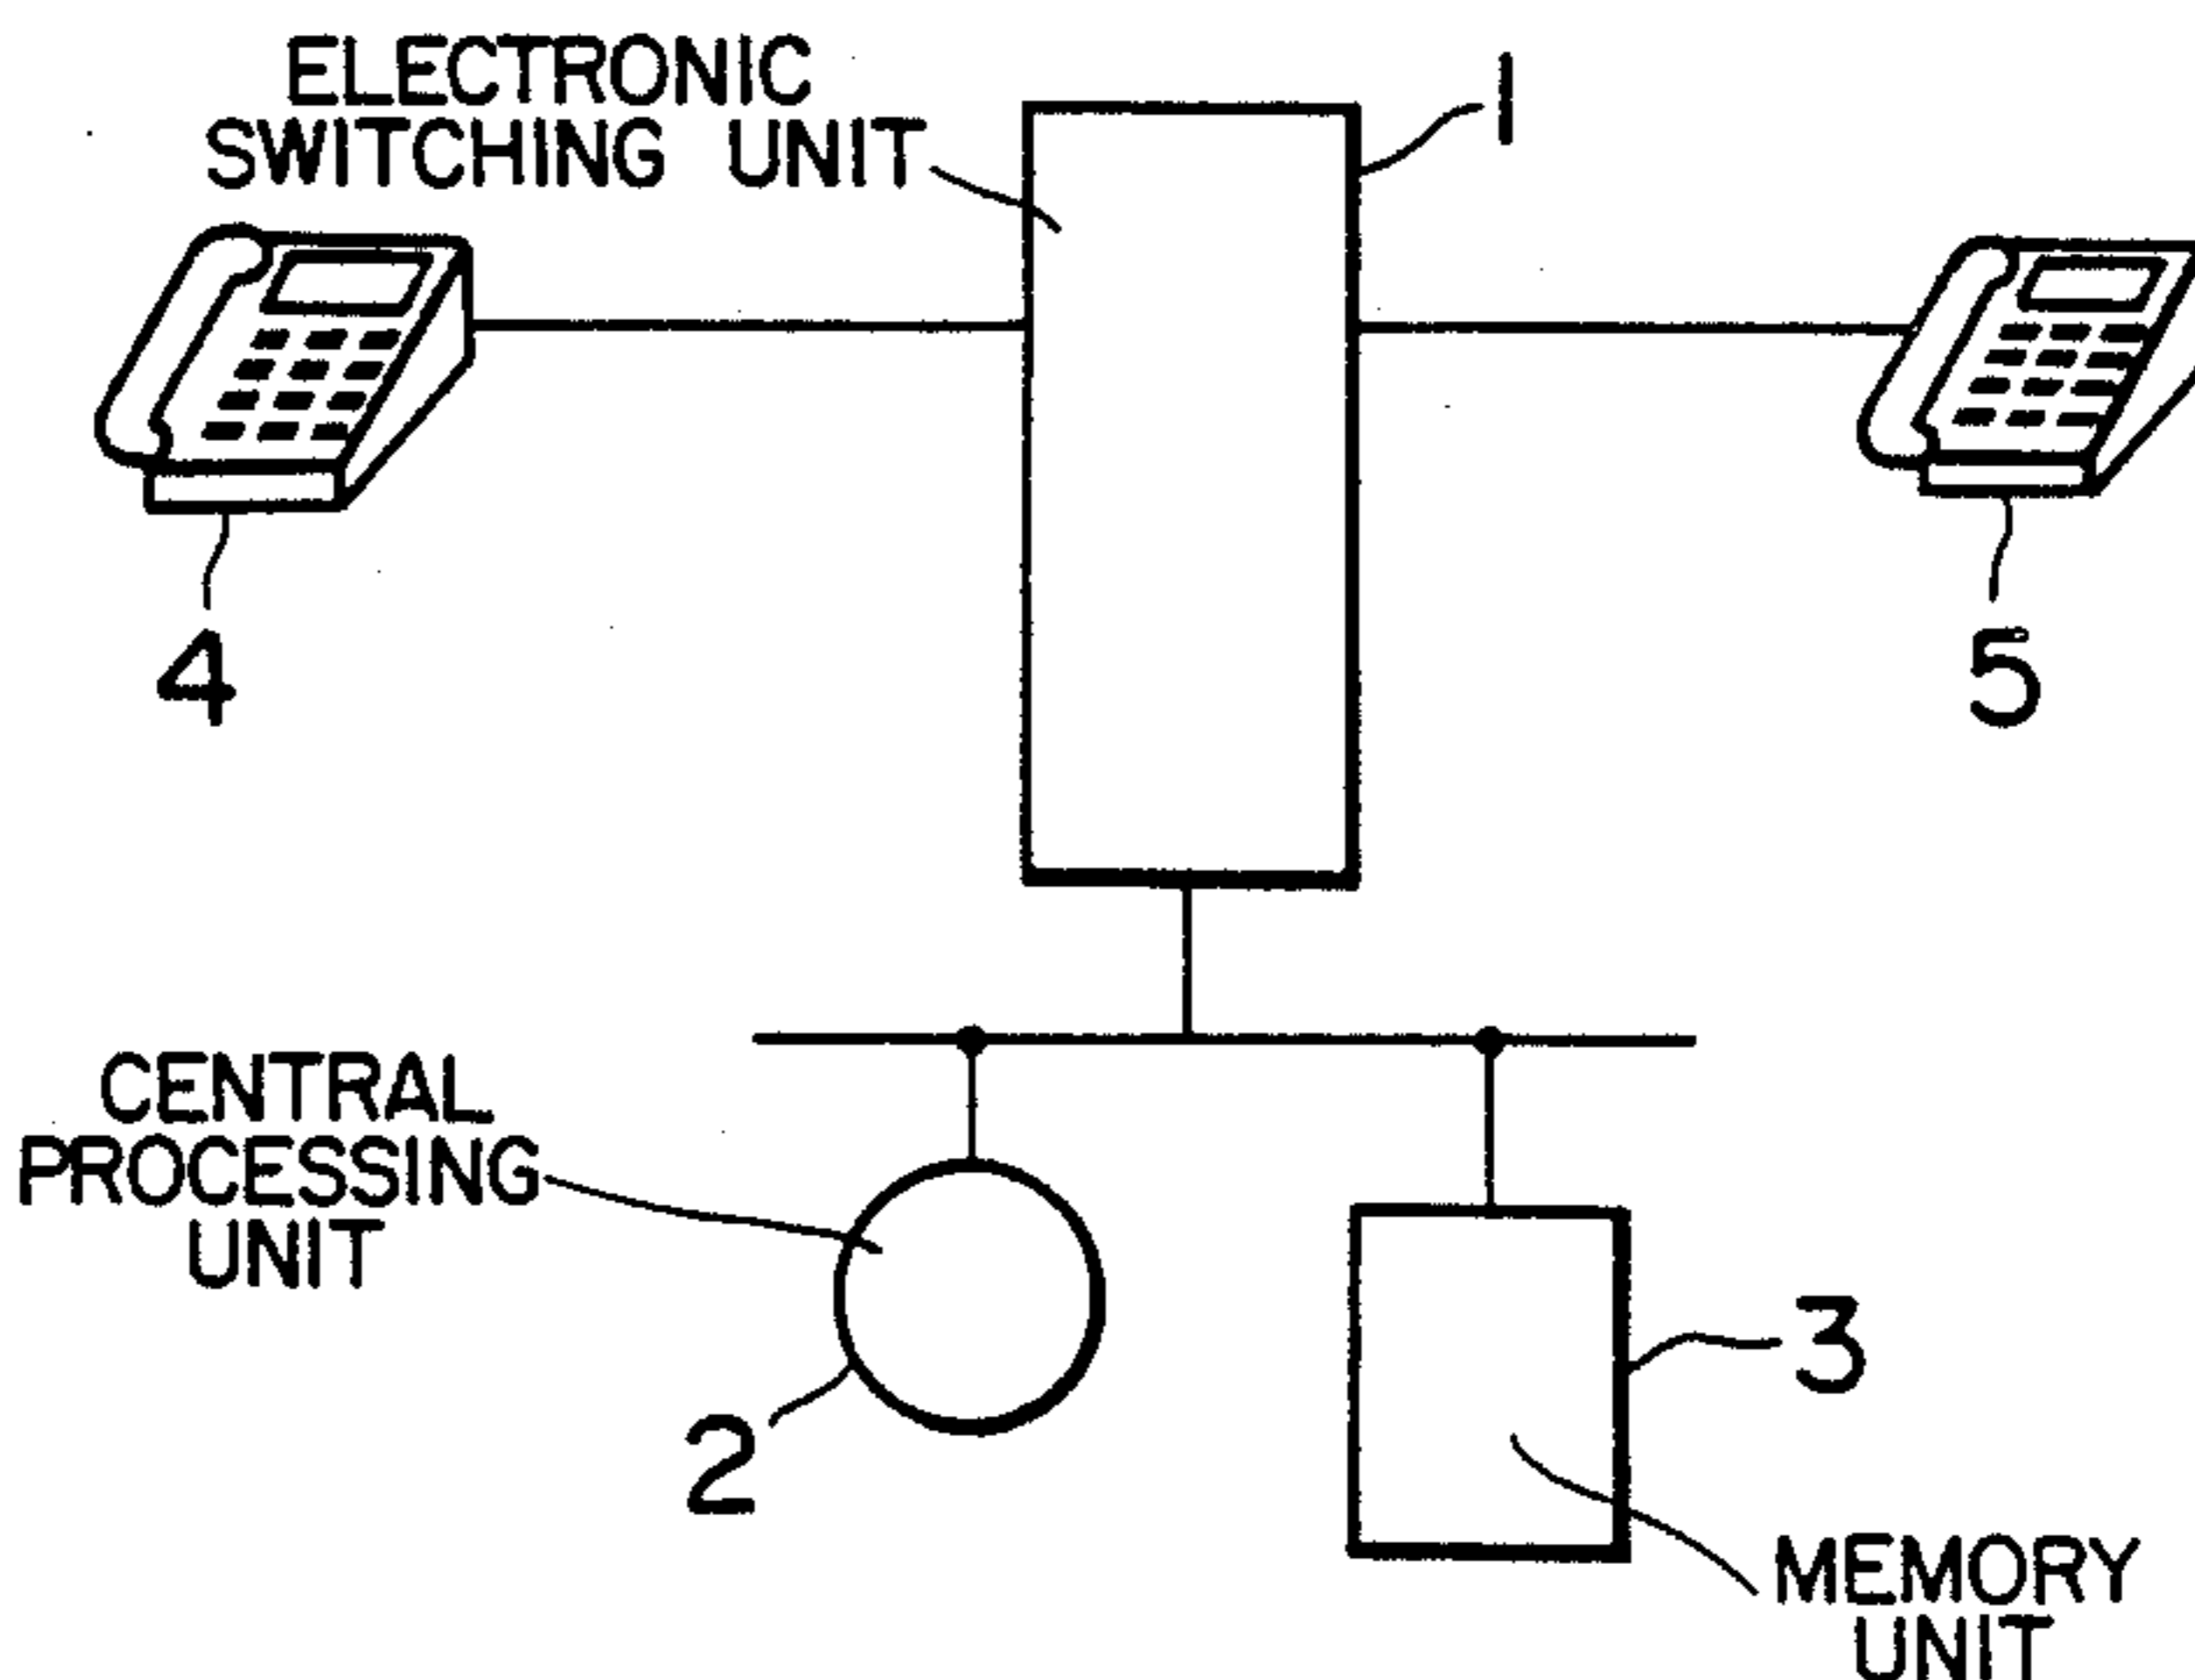 ELECTRONIC
SWITCHING UNIT
1
4
5
CENTRAL
PROCESSING
UNIT
2
3
MEMORY
UNIT